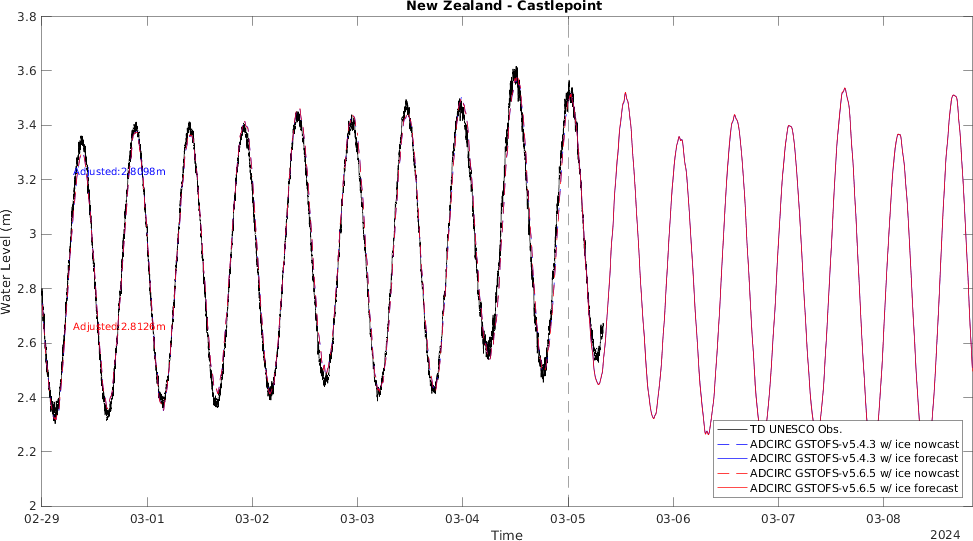 New Zealand - Castlepoint
3.8
3.6
3.4
3.2
3
2.8
2.6
2.4
2.2
2
Water Level (m)
Adjusted:2.8098m
Adjusted:2.8126m
TD UNESCO Obs.
ADCIRC GSTOFS-v5.4.3 w/ ice nowcast
ADCIRC GSTOFS-v5.4.3 w/ ice forecast
ADCIRC GSTOFS-v5.6.5 w/ ice nowcast
ADCIRC GSTOFS-v5.6.5 w/ ice forecast
02-29 03-01 03-02 03-03 03-04 03-05 03-06 03-07 03-08
Time
2024